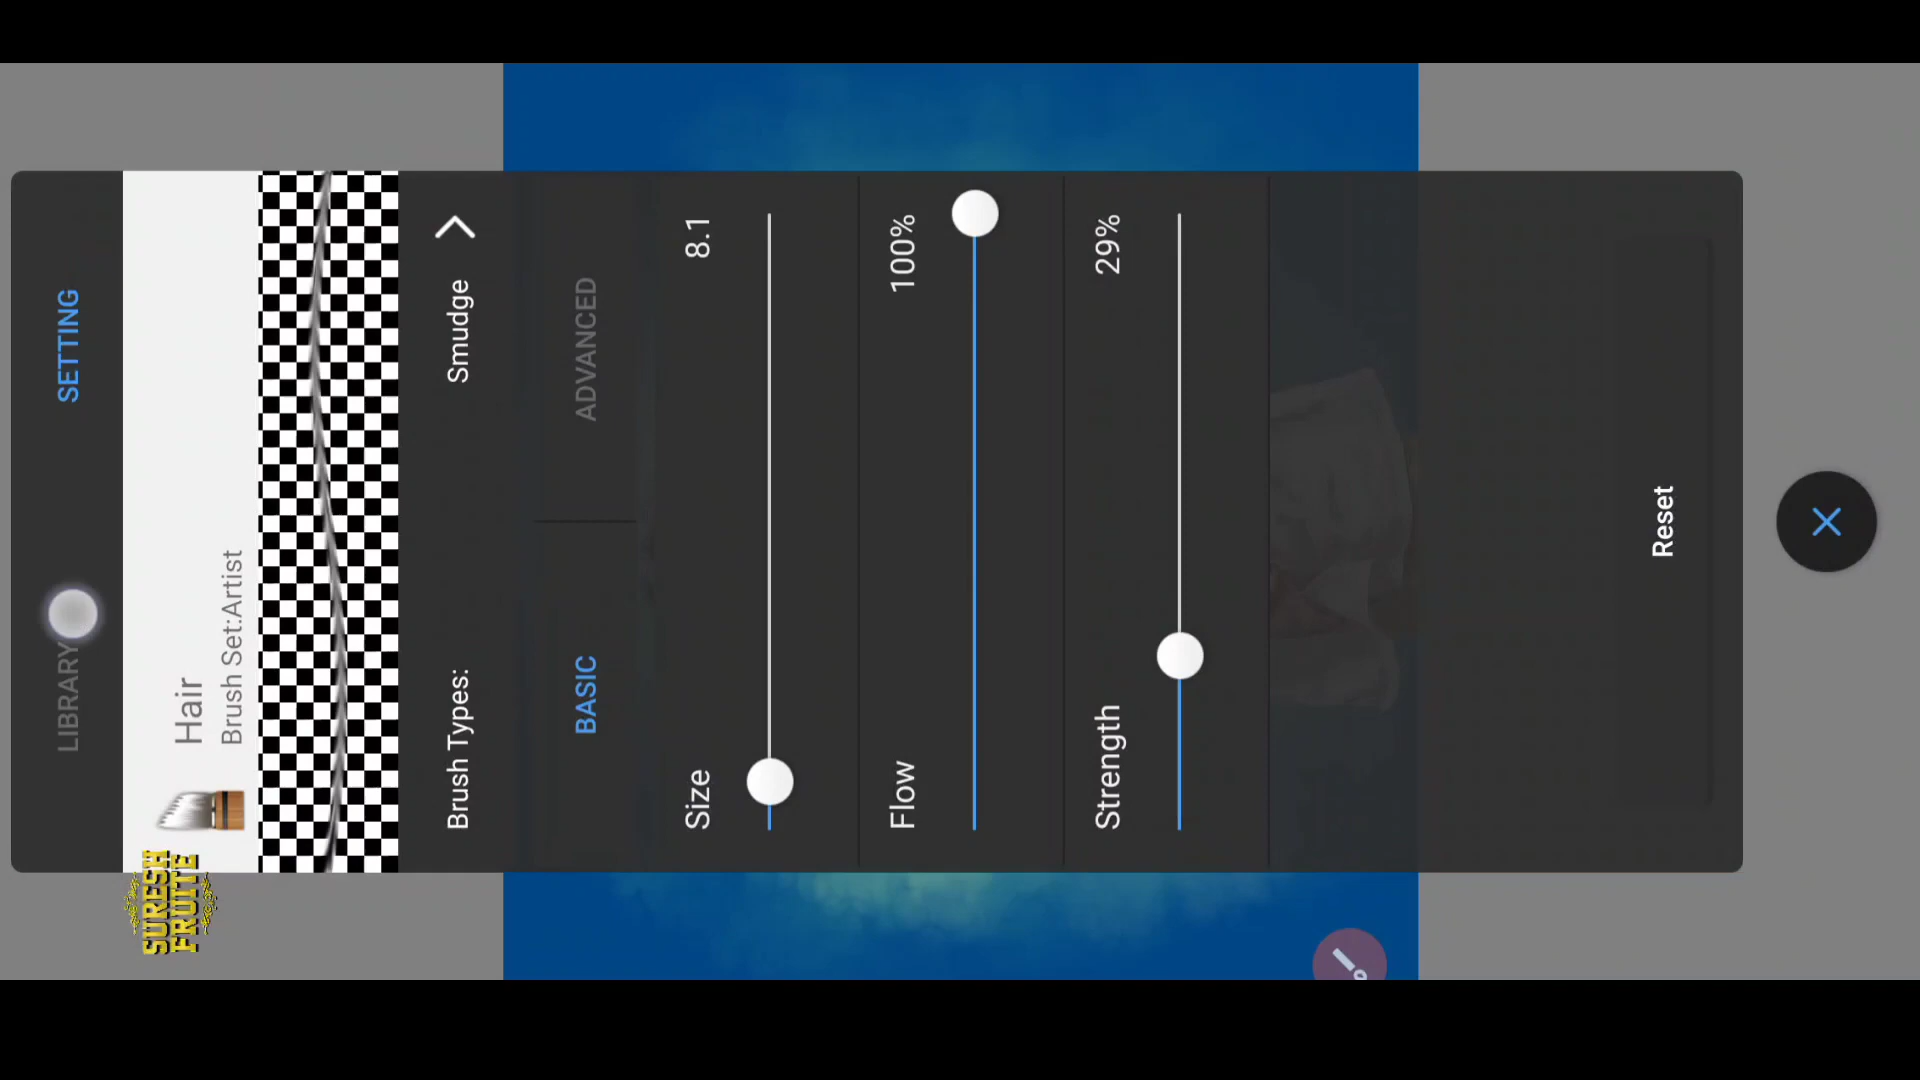 LIBRARY
SETTING
Hair
Brush Set:Artist
Brush Types:
Smudge
BASIC
ADVANCED
Size
8.1
Flow
100%
Strength
29%
Reset
SURESH
FRUITE